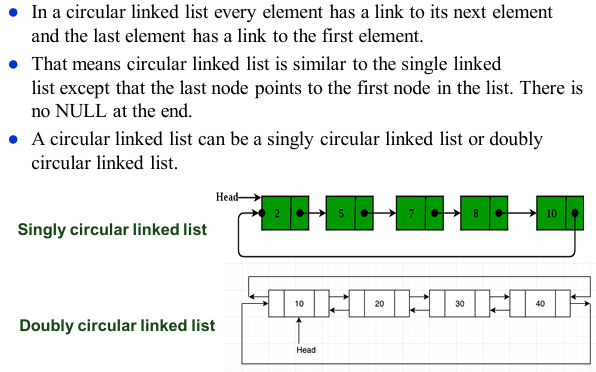 In a circular linked list every element has a link to its next element
and the last element has a link to the first element.
That means circular linked list is similar to the single linked
list except that the last node points to the first node in the list. There is
no NULL at the end.
A circular linked list can be a singly circular linked list or doubly
circular linked list.
Head
2 5 7 8 10
Singly circular linked list
10 20 30 40
Doubly circular linked list
Head